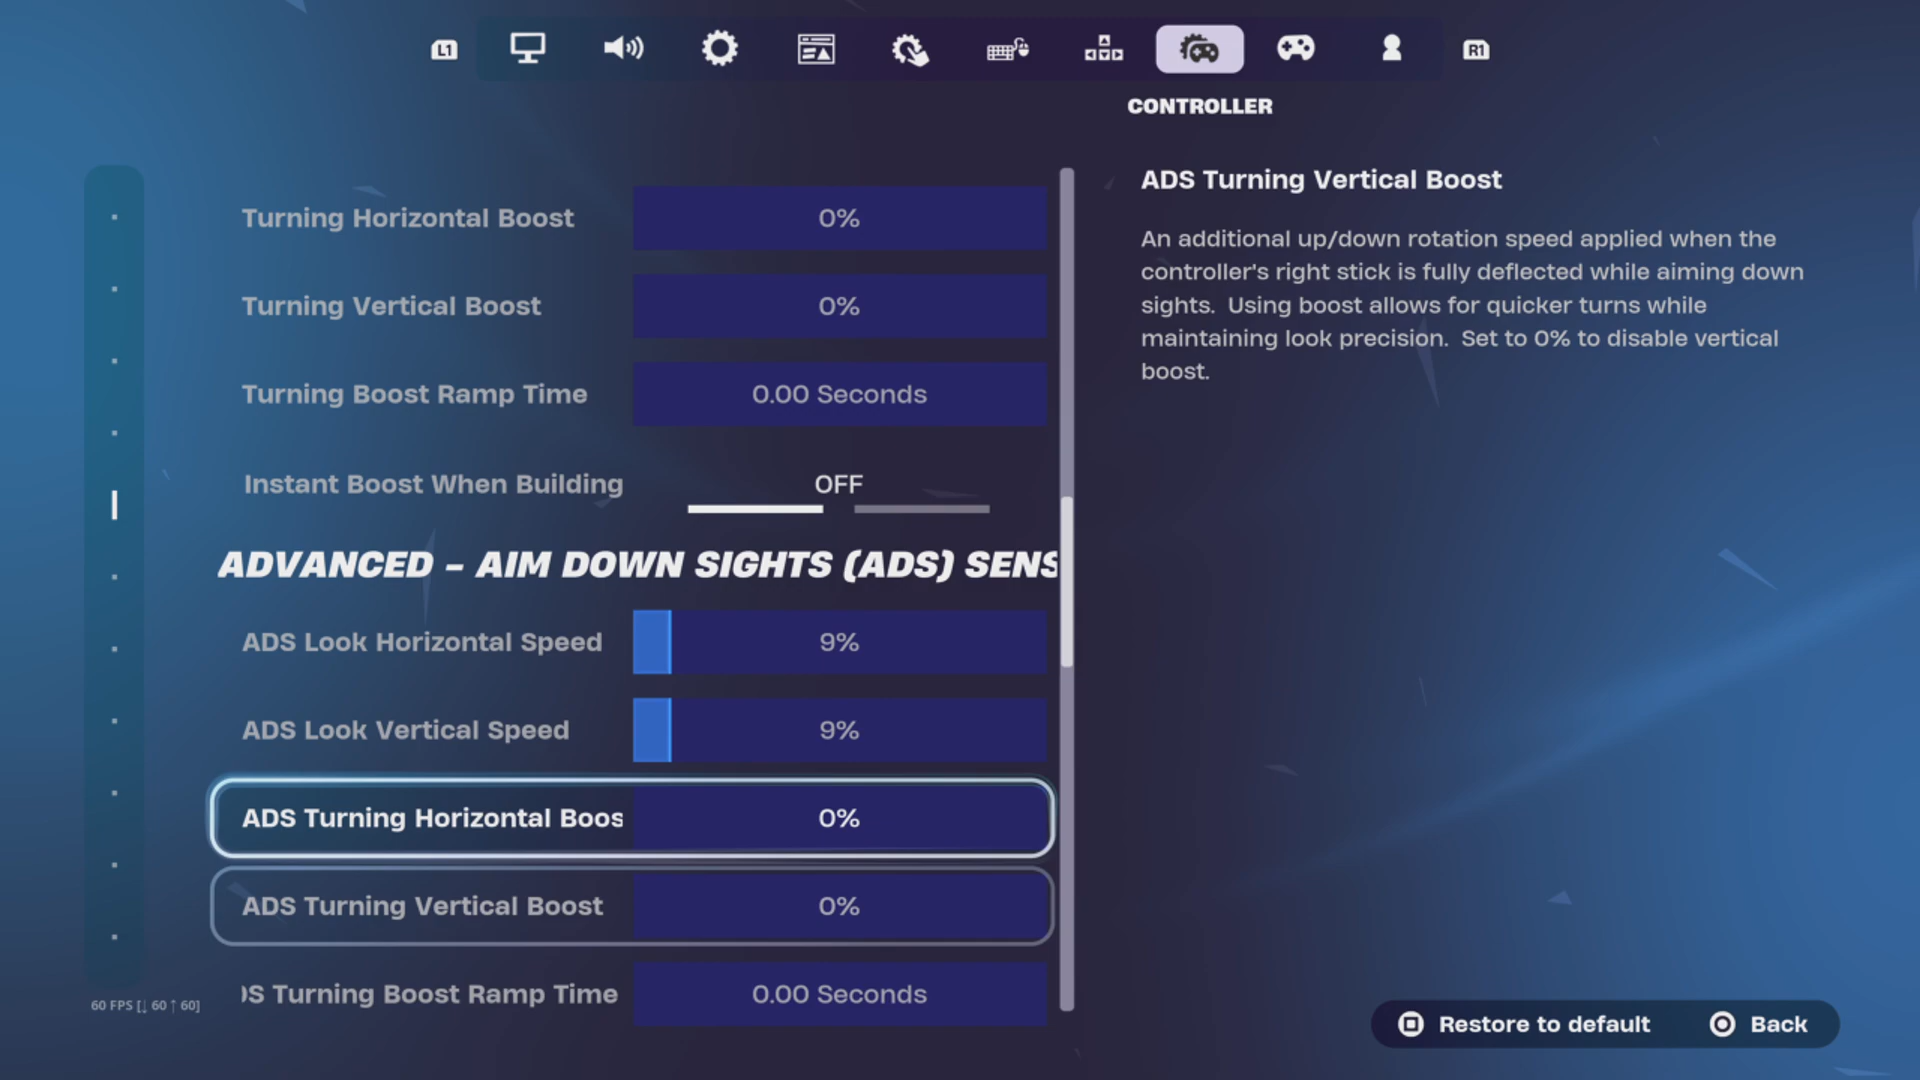 L1
R1
CONTROLLER
Turning Horizontal Boost
0%
Turning Vertical Boost
0%
Turning Boost Ramp Time
0.00 Seconds
Instant Boost When Building
OFF
ADVANCED - AIM DOWN SIGHTS (ADS) SENS
ADS Look Horizontal Speed
9%
ADS Look Vertical Speed
9%
ADS Turning Horizontal Boos
0%
ADS Turning Vertical Boost
0%
DS Turning Boost Ramp Time
0.00 Seconds
ADS Turning Vertical Boost
An additional up/down rotation speed applied when the
controller's right stick is fully deflected while aiming down
sights.  Using boost allows for quicker turns while
maintaining look precision.  Set to 0% to disable vertical
boost.
60 FPS [↓ 60 ↑ 60]
Restore to default
Back